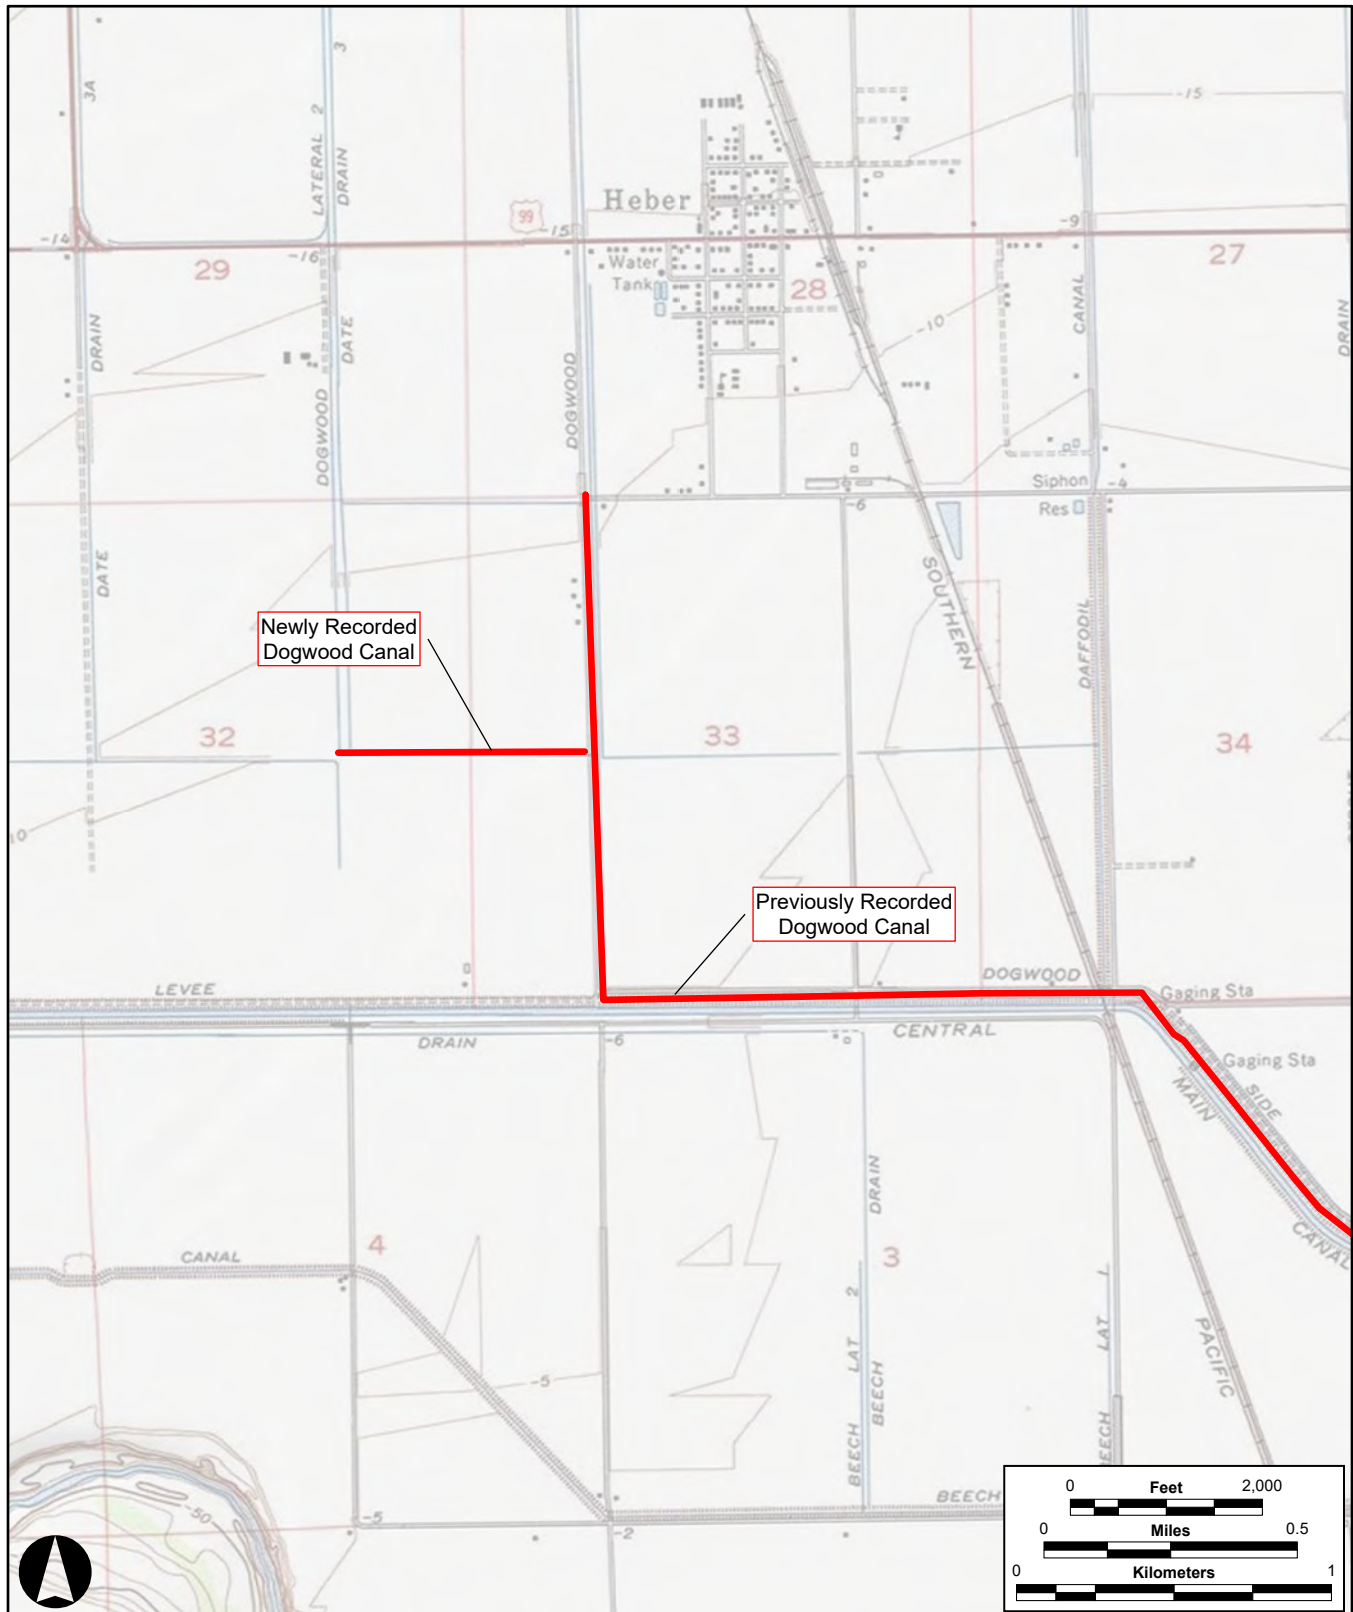 3A
LATERAL 2
3
DRAIN
Heber
99
-15
-14
-16
-15
-9
29
Water
Tank
28
27
DRAIN
DATE
CANAL
DRAIN
-10
DOGWOOD
DOGWOOD
Siphon
-4
-6
Res
DATE
SOUTHERN
DAFFODIL
Newly Recorded
Dogwood Canal
32
33
34
10
Previously Recorded
Dogwood Canal
LEVEE
DOGWOOD
Gaging Sta
DRAIN
-6
CENTRAL
Gaging Sta
MAIN
SIDE
CANAL
DRAIN
CANAL
4
3
BEECH LAT 2
BEECH
BEECH LAT 1
PACIFIC
-5
-50
-5
-2
BEECH
0 Feet 2,000
0 Miles 0.5
0 Kilometers 1